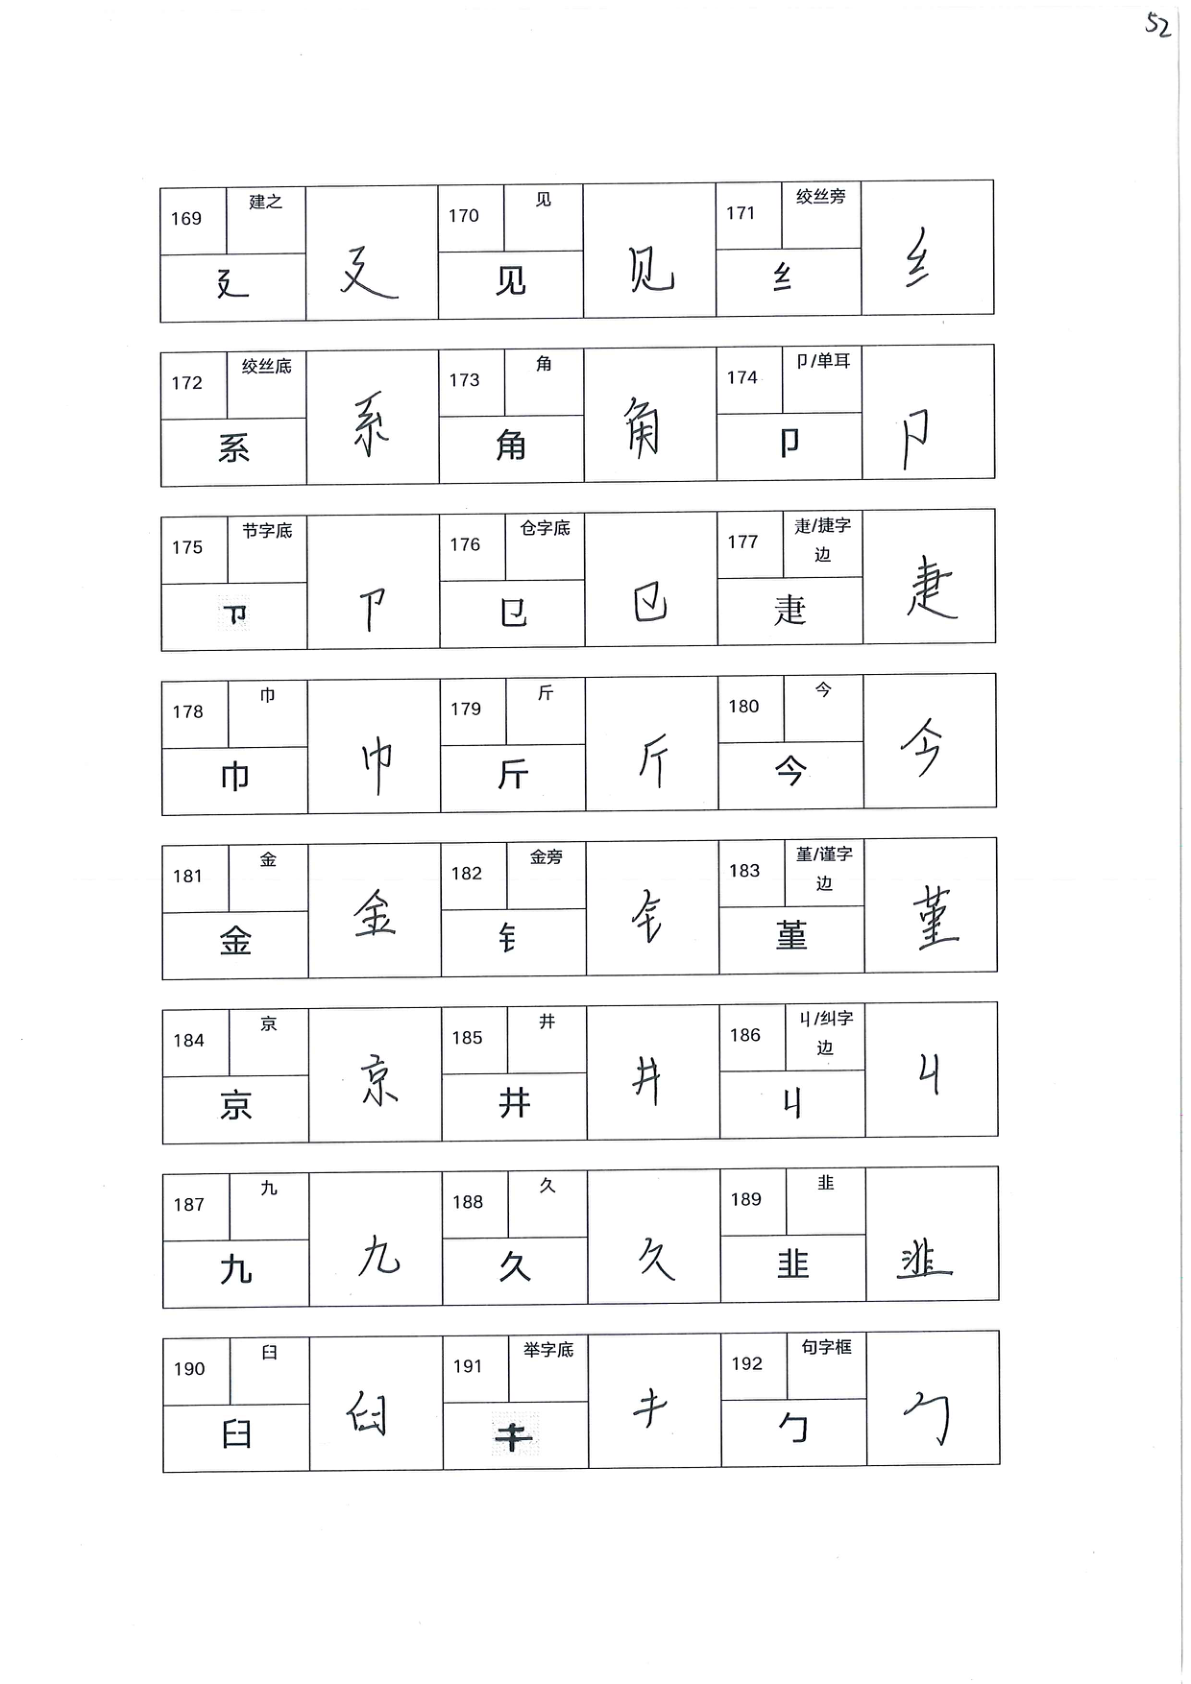 52
169 建之 廴 廴 170 见 见 见 171 绞丝旁 纟 纟
172 绞丝底 系 系 173 角 角 角 174 卩/单耳 卩 卩
175 节字底 卩 卩 176 仓字底 㔾 㔾 177 疌/捷字边 疌 疌
178 巾 巾 巾 179 斤 斤 斤 180 今 今 今
181 金 金 金 182 金旁 钅 钅 183 堇/谨字边 堇 堇
184 京 京 京 185 井 井 井 186 丩/纠字边 丩 丩
187 九 九 九 188 久 久 久 189 韭 韭 韭
190 臼 臼 臼 191 举字底 192 句字框 勹 勹